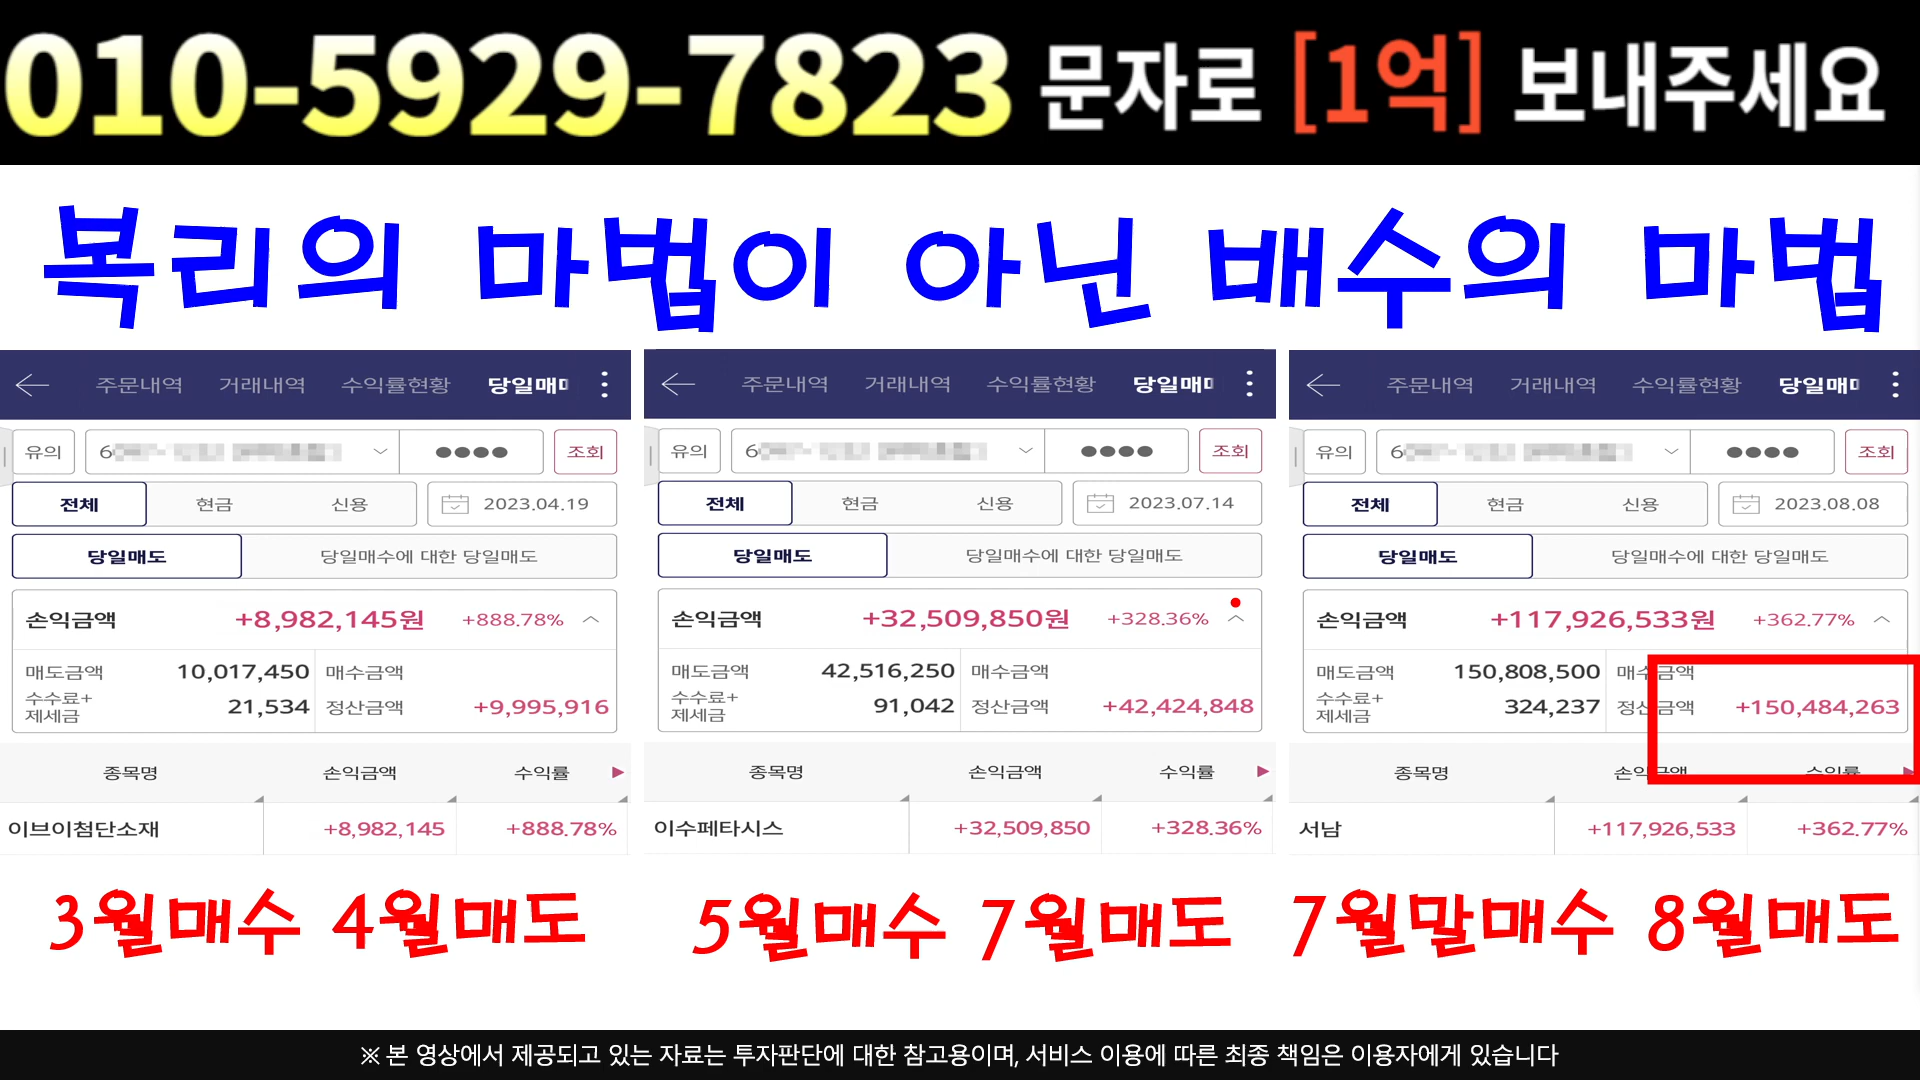 010-5929-7823 문자로 [1억] 보내주세요
복리의 마법이 아닌 배수의 마법
주문내역 거래내역 수익률현황 당일매
유의 6 ●●●● 조회
전체 현금 신용 2023.04.19
당일매도 당일매수에 대한 당일매도
손익금액 +8,982,145원 +888.78%
매도금액 10,017,450 매수금액
수수료+
제세금 21,534 정산금액 +9,995,916
종목명 손익금액 수익률
이브이첨단소재 +8,982,145 +888.78%
3월매수 4월매도
주문내역 거래내역 수익률현황 당일매
유의 6 ●●●● 조회
전체 현금 신용 2023.07.14
당일매도 당일매수에 대한 당일매도
손익금액 +32,509,850원 +328.36%
매도금액 42,516,250 매수금액
수수료+
제세금 91,042 정산금액 +42,424,848
종목명 손익금액 수익률
이수페타시스 +32,509,850 +328.36%
5월매수 7월매도
주문내역 거래내역 수익률현황 당일매
유의 6 ●●●● 조회
전체 현금 신용 2023.08.08
당일매도 당일매수에 대한 당일매도
손익금액 +117,926,533원 +362.77%
매도금액 150,808,500 매수금액
수수료+
제세금 324,237 정산금액 +150,484,263
종목명 손익금액 수익률
서남 +117,926,533 +362.77%
7월말매수 8월매도
※ 본 영상에서 제공되고 있는 자료는 투자판단에 대한 참고용이며, 서비스 이용에 따른 최종 책임은 이용자에게 있습니다